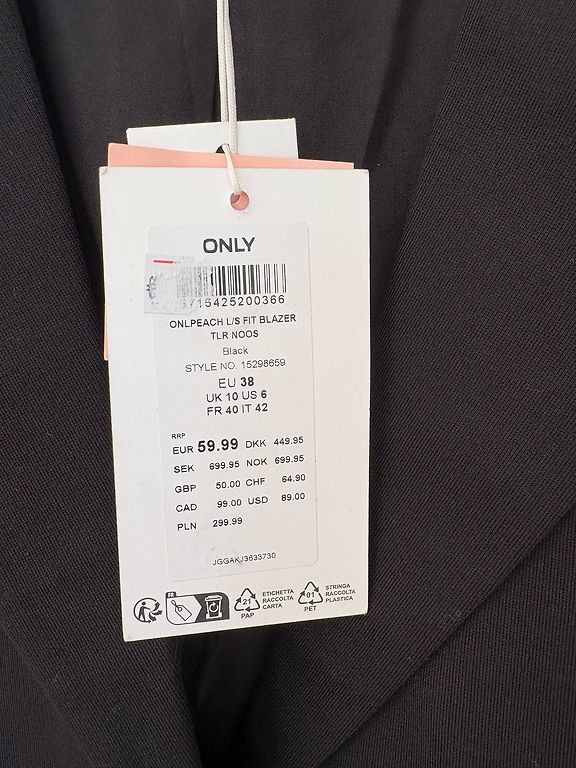 ONLY
715425200366
ONLPEACH L/S FIT BLAZER
TLR NOOS
Black
STYLE NO. 15298659
EU 38
UK 10 US 6
FR 40 IT 42
RRP
EUR 59.99 DKK 449.95
SEK 699.95 NOK 699.95
GBP 50.00 CHF 64.90
CAD 99.00 USD 89.00
PLN 299.99
JGGAKJ3633730
FR
21
PAP
ETICHETTA
RACCOLTA
CARTA
01
PET
STRINGA
RACCOLTA
PLASTICA